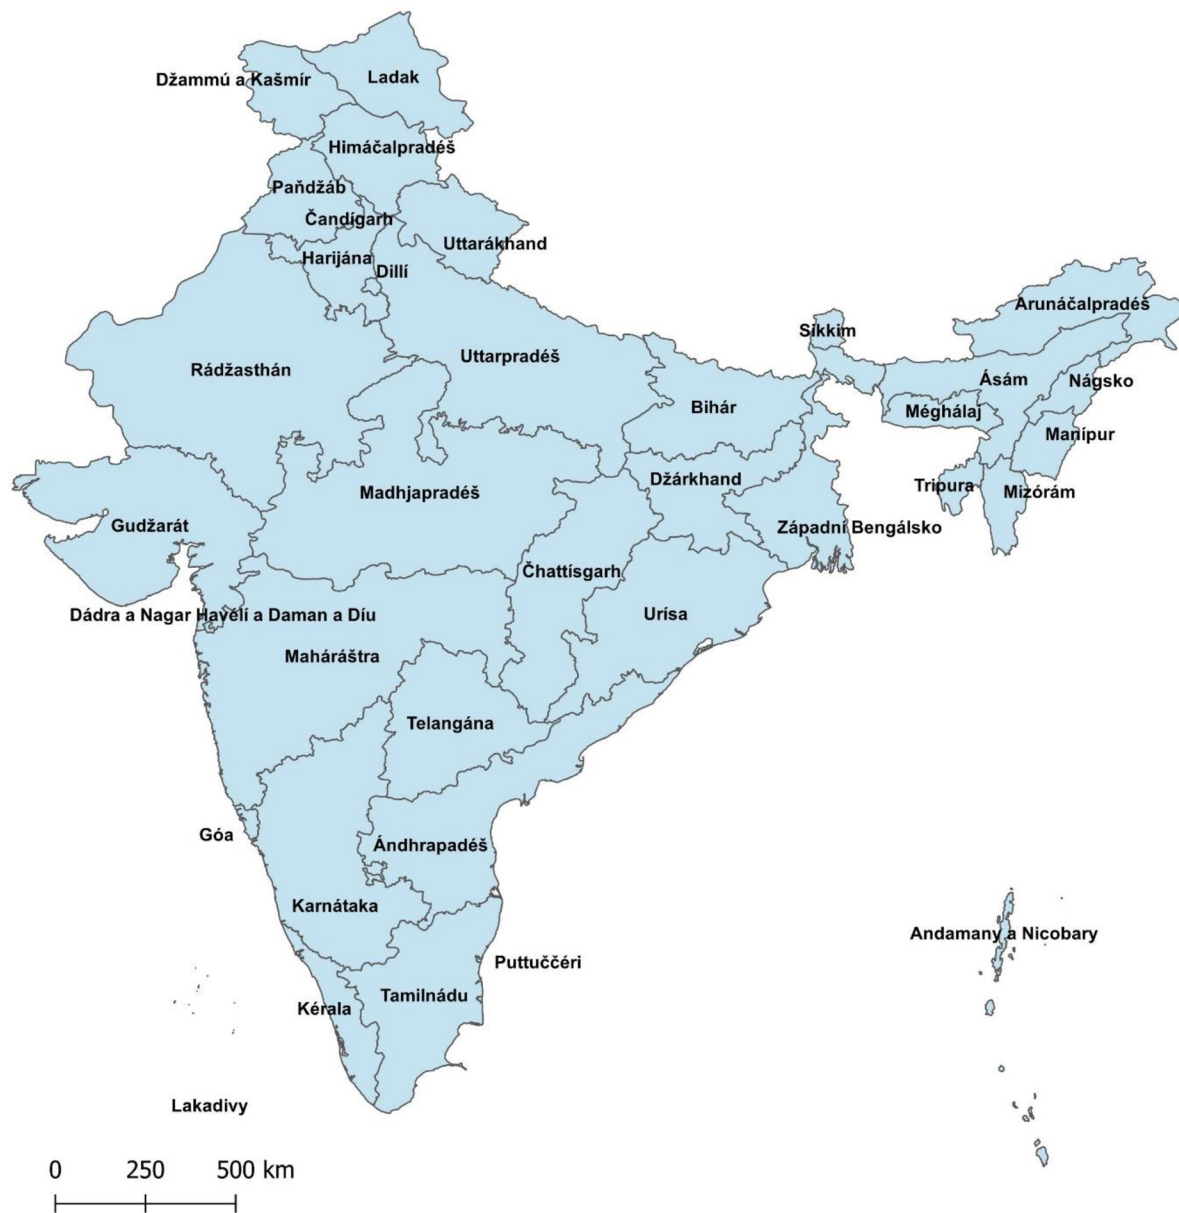 Džammú a Kašmír
Ladak
Himáčalpradéš
Paňdžáb
Čandígarh
Uttarákhand
Harijána
Dillí
Arunáčalpradéš
Sikkim
Uttarpradéš
Rádžasthán
Ásám
Nágsko
Bihár
Méghálaj
Manípur
Džárkhand
Tripura
Madhjapradéš
Mizórám
Gudžarát
Západní Bengálsko
Čhattísgarh
Dádra a Nagar Havélí a Daman a Díu
Urísa
Maháráštra
Telangána
Góa
Ándhrapadéš
Karnátaka
Andamany a Nicobary
Puttuččéri
Tamilnádu
Kérala
Lakadivy
0 250 500 km